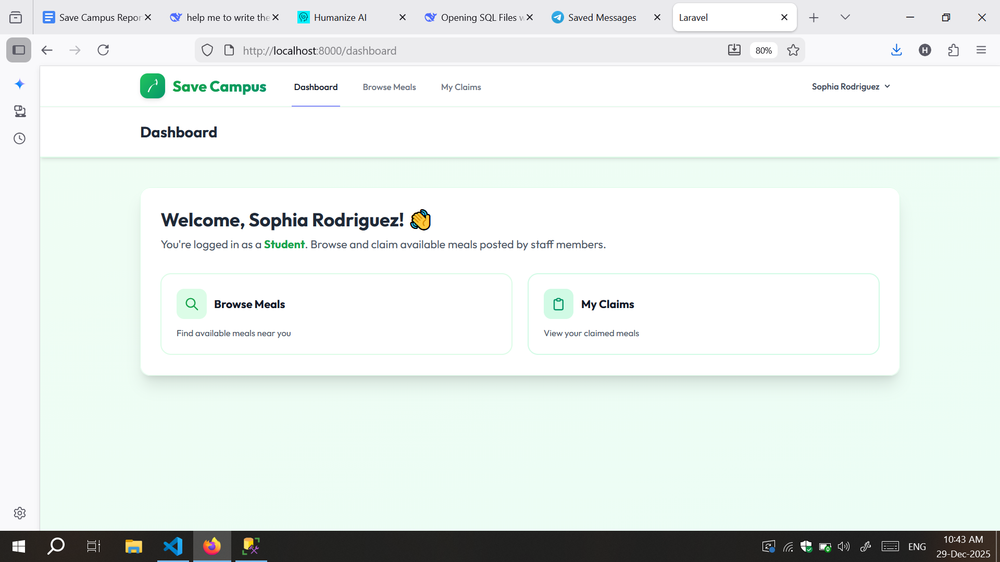 Save Campus Repor
help me to write the
Humanize AI
Opening SQL Files w
Saved Messages
Laravel
http://localhost:8000/dashboard
80%
H
Save Campus
Dashboard
Browse Meals
My Claims
Sophia Rodriguez
Dashboard
Welcome, Sophia Rodriguez! 👋
You're logged in as a Student. Browse and claim available meals posted by staff members.
Browse Meals
Find available meals near you
My Claims
View your claimed meals
ENG
10:43 AM
29-Dec-2025